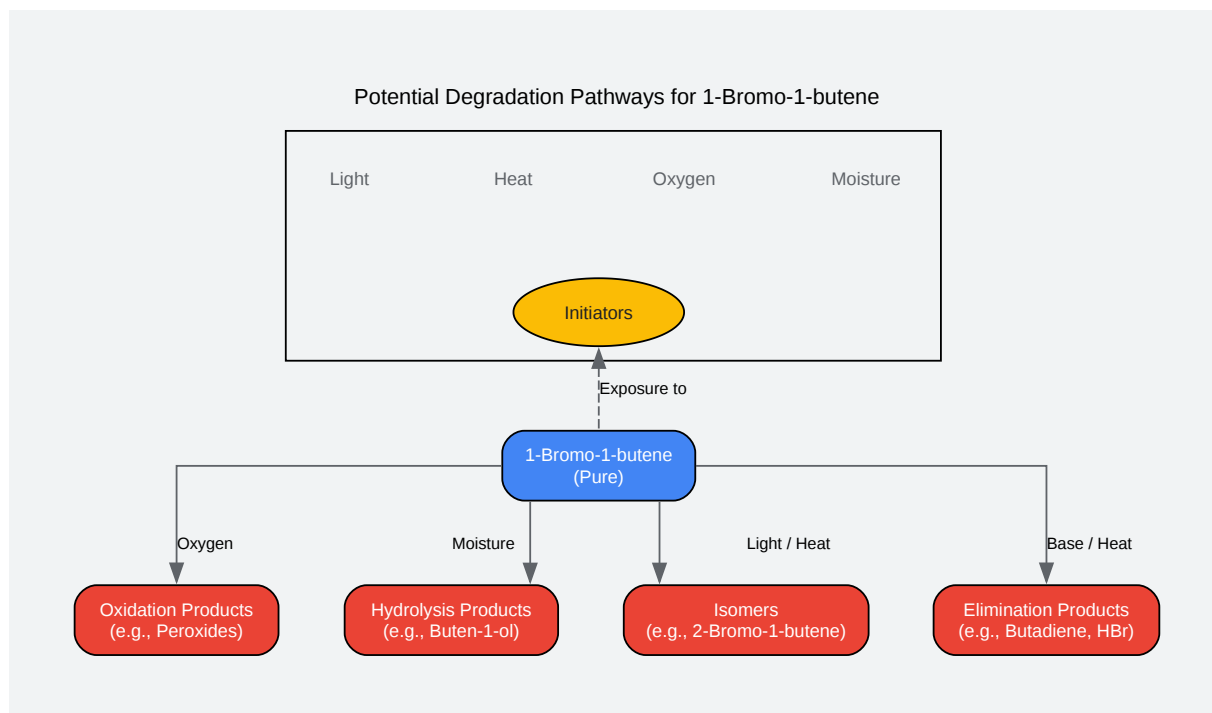 Potential Degradation Pathways for 1-Bromo-1-butene
Light
Heat
Oxygen
Moisture
Initiators
Exposure to
1-Bromo-1-butene
(Pure)
Oxygen
Moisture
Light / Heat
Base / Heat
Oxidation Products
(e.g., Peroxides)
Hydrolysis Products
(e.g., Buten-1-ol)
Isomers
(e.g., 2-Bromo-1-butene)
Elimination Products
(e.g., Butadiene, HBr)